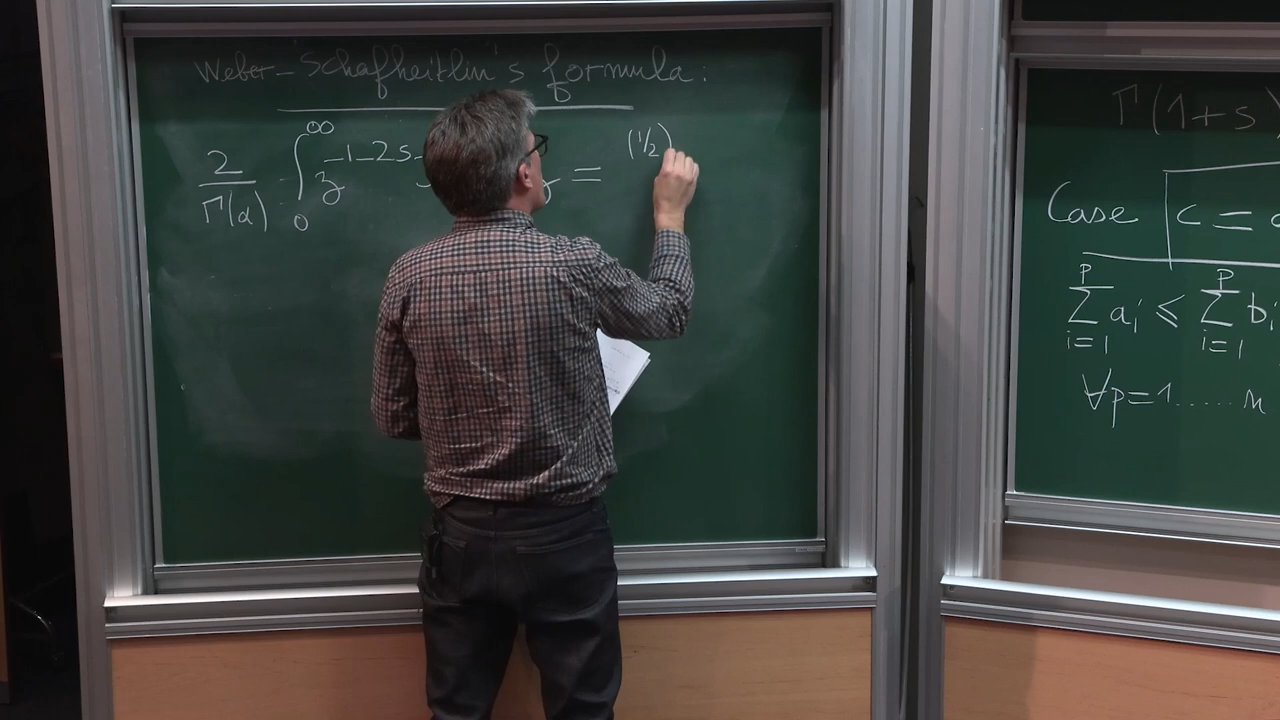 Weber-Schafheitlin's formula:
2/Γ(α) ∫₀^∞ z^{-1-2s = (1/2)
Γ(1+s)
Case c =
∑_{i=1}^{p} a_i ≤ ∑_{i=1}^{p} b_i
∀p=1......n